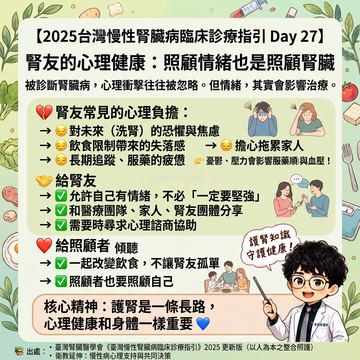 【2025台灣慢性腎臟病臨床診療指引 Day 27】
腎友的心理健康：照顧情緒也是照顧腎臟
被診斷腎臟病，心理衝擊往往被忽略。但情緒，其實會影響治療。
💔 腎友常見的心理負擔：
→ 😔 對未來（洗腎）的恐懼與焦慮
→ 😔 飲食限制帶來的失落感 → 😔 擔心拖累家人
→ 😔 長期追蹤、服藥的疲憊 👉 憂鬱、壓力會影響服藥順與血壓！
🤝 給腎友
→ ✅ 允許自己有情緒，不必「一定要堅強」
→ ✅ 和醫療團隊、家人、腎友團體分享
→ ✅ 需要時尋求心理諮商協助
❤️ 給照顧者 傾聽
→ ✅ 一起改變飲食，不讓腎友孤單
→ ✅ 照顧者也要照顧自己
護腎知識
守護健康！
核心精神：護腎是一條長路，
心理健康和身體一樣重要 💙
📚 出處：• 臺灣腎臟醫學會《臺灣慢性腎臟病臨床診療指引》2025 更新版（以人為本之整合照護）
• 衛教延伸：慢性病心理支持與共同決策